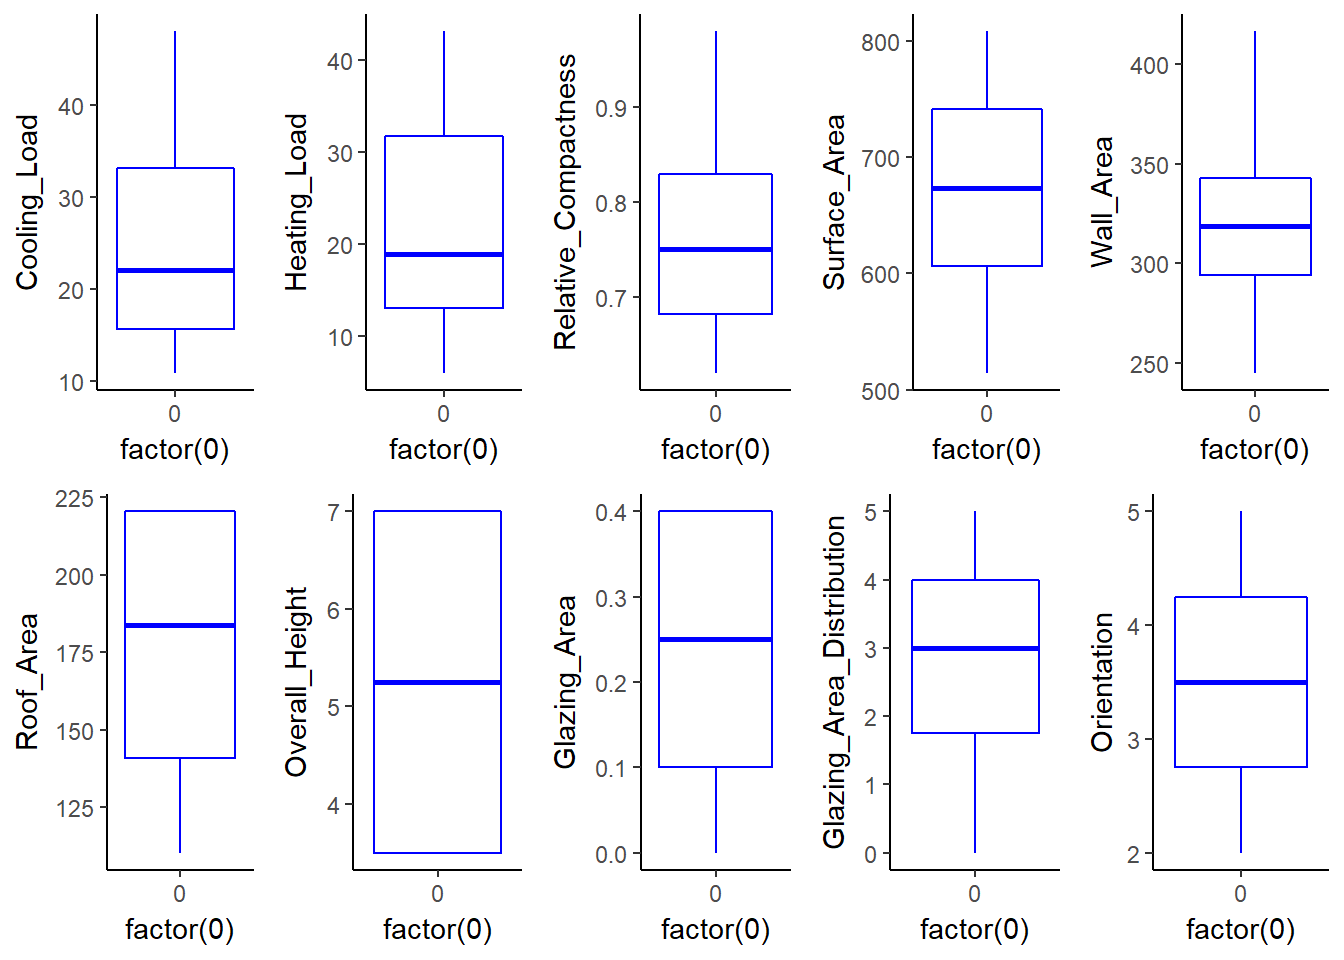 Cooling_Load
40
30
20
10
0
factor(0)
Heating_Load
40
30
20
10
0
factor(0)
Relative_Compactness
0.9
0.8
0.7
0
factor(0)
Surface_Area
800
700
600
500
0
factor(0)
Wall_Area
400
350
300
250
0
factor(0)
Roof_Area
225
200
175
150
125
0
factor(0)
Overall_Height
7
6
5
4
0
factor(0)
Glazing_Area
0.4
0.3
0.2
0.1
0.0
0
factor(0)
Glazing_Area_Distribution
5
4
3
2
1
0
0
factor(0)
Orientation
5
4
3
2
0
factor(0)